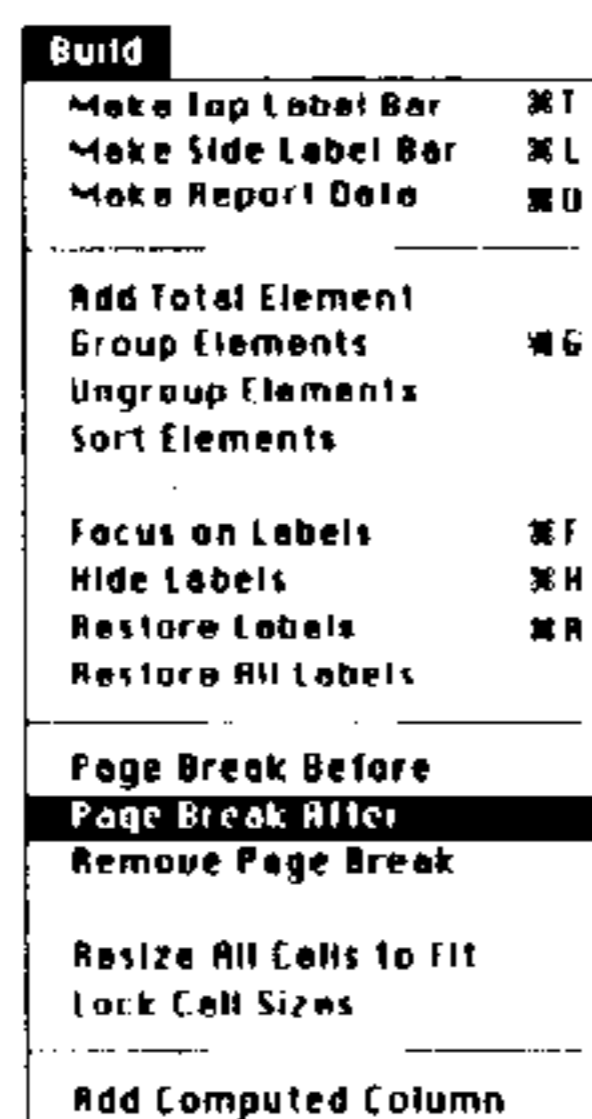 Build
Make Top Label Bar ⌘T
Make Side Label Bar ⌘L
Make Report Data ⌘D
Add Total Element
Group Elements ⌘G
Ungroup Elements
Sort Elements
Focus on Labels ⌘F
Hide Labels ⌘H
Restore Labels ⌘R
Restore All Labels
Page Break Before
Page Break After
Remove Page Break
Resize All Cells to Fit
Lock Cell Sizes
Add Computed Column